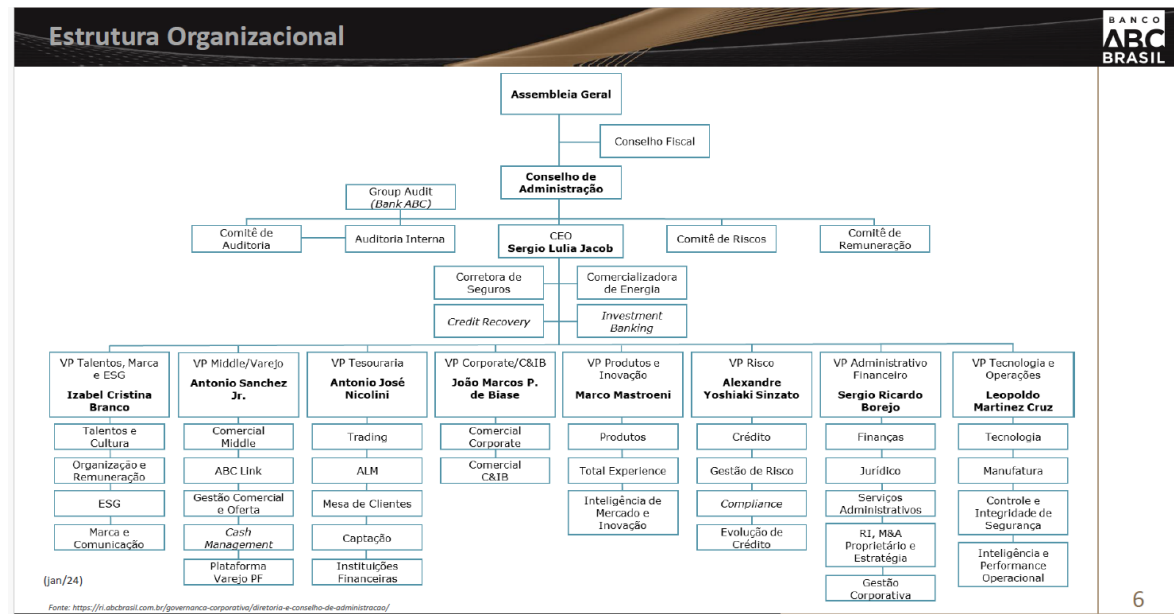 Estrutura Organizacional
BANCO
ABC
BRASIL
Assembleia Geral
Conselho Fiscal
Conselho de
Administração
Group Audit
(Bank ABC)
Comitê de
Auditoria
Auditoria Interna
CEO
Sergio Lulia Jacob
Comitê de Riscos
Comitê de
Remuneração
Corretora de
Seguros
Comercializadora
de Energia
Credit Recovery
Investment
Banking
VP Talentos, Marca
e ESG
Izabel Cristina
Branco
Talentos e
Cultura
Organização e
Remuneração
ESG
Marca e
Comunicação
VP Middle/Varejo
Antonio Sanchez
Jr.
Comercial
Middle
ABC Link
Gestão Comercial
e Oferta
Cash
Management
Plataforma
Varejo PF
VP Tesouraria
Antonio José
Nicolini
Trading
ALM
Mesa de Clientes
Captação
Instituições
Financeiras
VP Corporate/C&IB
João Marcos P.
de Biase
Comercial
Corporate
Comercial
C&IB
VP Produtos e
Inovação
Marco Mastroeni
Produtos
Total Experience
Inteligência de
Mercado e
Inovação
VP Risco
Alexandre
Yoshiaki Sinzato
Crédito
Gestão de Risco
Compliance
Evolução de
Crédito
VP Administrativo
Financeiro
Sergio Ricardo
Borejo
Finanças
Jurídico
Serviços
Administrativos
RI, M&A
Proprietário e
Estratégia
Gestão
Corporativa
VP Tecnologia e
Operações
Leopoldo
Martinez Cruz
Tecnologia
Manufatura
Controle e
Integridade de
Segurança
Inteligência e
Performance
Operacional
(jan/24)
Fonte: https://ri.abcbrasil.com.br/governanca-corporativa/diretoria-e-conselho-de-administracao/
6